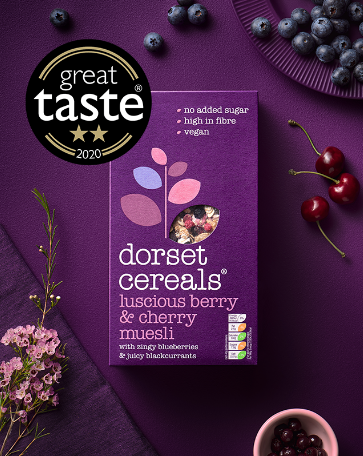 great
taste®
2020
no added sugar
high in fibre
vegan
dorset
cereals®
luscious berry
& cherry
muesli
with zingy blueberries
& juicy blackcurrants